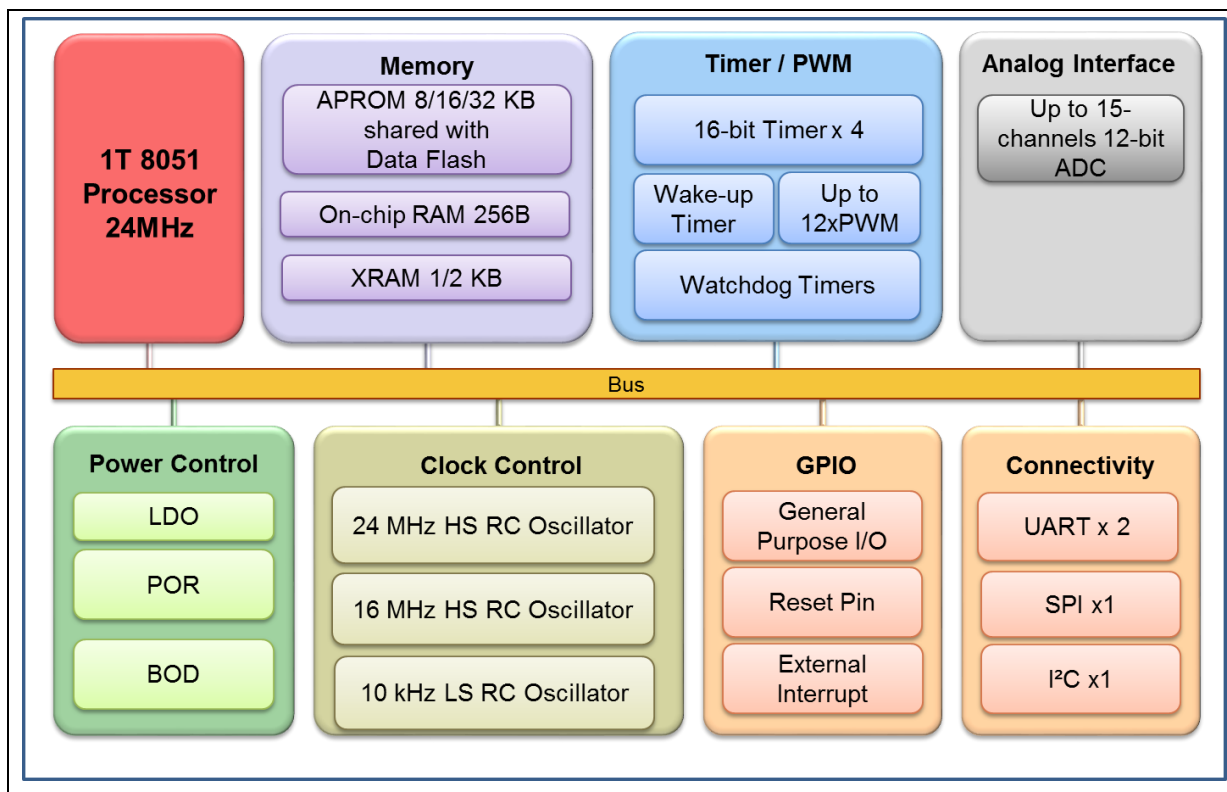 1T 8051
Processor
24MHz
Memory
APROM 8/16/32 KB
shared with
Data Flash
On-chip RAM 256B
XRAM 1/2 KB
Timer / PWM
16-bit Timer x 4
Wake-up
Timer
Up to
12xPWM
Watchdog Timers
Analog Interface
Up to 15-
channels 12-bit
ADC
Bus
Power Control
LDO
POR
BOD
Clock Control
24 MHz HS RC Oscillator
16 MHz HS RC Oscillator
10 kHz LS RC Oscillator
GPIO
General
Purpose I/O
Reset Pin
External
Interrupt
Connectivity
UART x 2
SPI x1
I²C x1